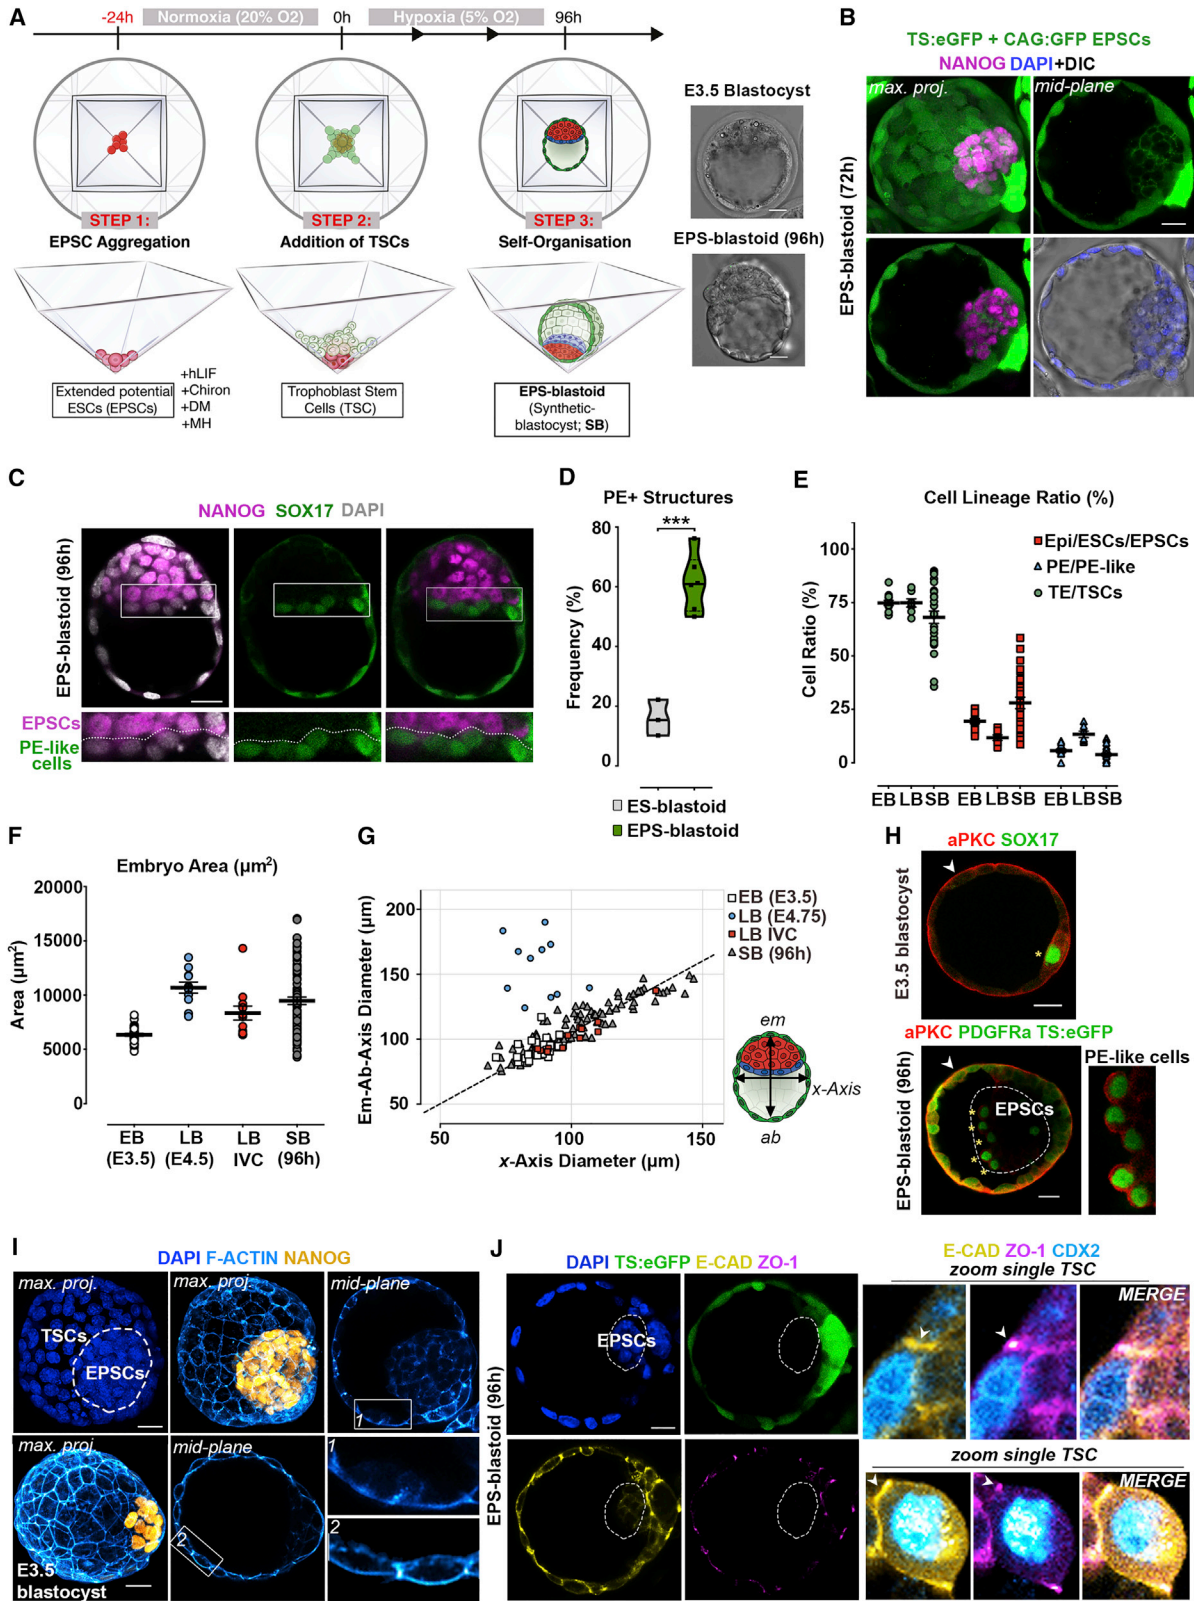 A
-24h
Normoxia (20% O2)
0h
Hypoxia (5% O2)
96h
STEP 1:
EPSC Aggregation
STEP 2:
Addition of TSCs
STEP 3:
Self-Organisation
Extended potential
ESCs (EPSCs)
+hLIF
+Chiron
+DM
+MH
Trophoblast Stem
Cells (TSC)
EPS-blastoid
(Synthetic-
blastocyst; SB)
E3.5 Blastocyst
EPS-blastoid (96h)
B
TS:eGFP + CAG:GFP EPSCs
NANOG DAPI+DIC
max. proj.
mid-plane
EPS-blastoid (72h)
C
NANOG SOX17 DAPI
EPS-blastoid (96h)
EPSCs
PE-like
cells
D
PE+ Structures
***
Frequency (%)
80
60
40
20
0
ES-blastoid
EPS-blastoid
E
Cell Lineage Ratio (%)
Epi/ESCs/EPSCs
PE/PE-like
TE/TSCs
Cell Ratio (%)
100
75
50
25
0
EB LB SB EB LB SB EB LB SB
F
Embryo Area (µm²)
Area (µm²)
20000
15000
10000
5000
0
EB LB LB SB
(E3.5) (E4.5) IVC (96h)
G
Em-Ab-Axis Diameter (µm)
200
150
100
50
50 100 150
x-Axis Diameter (µm)
EB (E3.5)
LB (E4.75)
LB IVC
SB (96h)
em
x-Axis
ab
H
aPKC SOX17
E3.5 blastocyst
*
aPKC PDGFRa TS:eGFP
EPS-blastoid (96h)
EPSCs
* * * * *
PE-like cells
I
DAPI F-ACTIN NANOG
max. proj.
TSCs
EPSCs
max. proj.
mid-plane
1
max. proj.
E3.5
blastocyst
mid-plane
2
1
2
J
DAPI TS:eGFP E-CAD ZO-1
EPS-blastoid (96h)
EPSCs
E-CAD ZO-1 CDX2
zoom single TSC
MERGE
zoom single TSC
MERGE